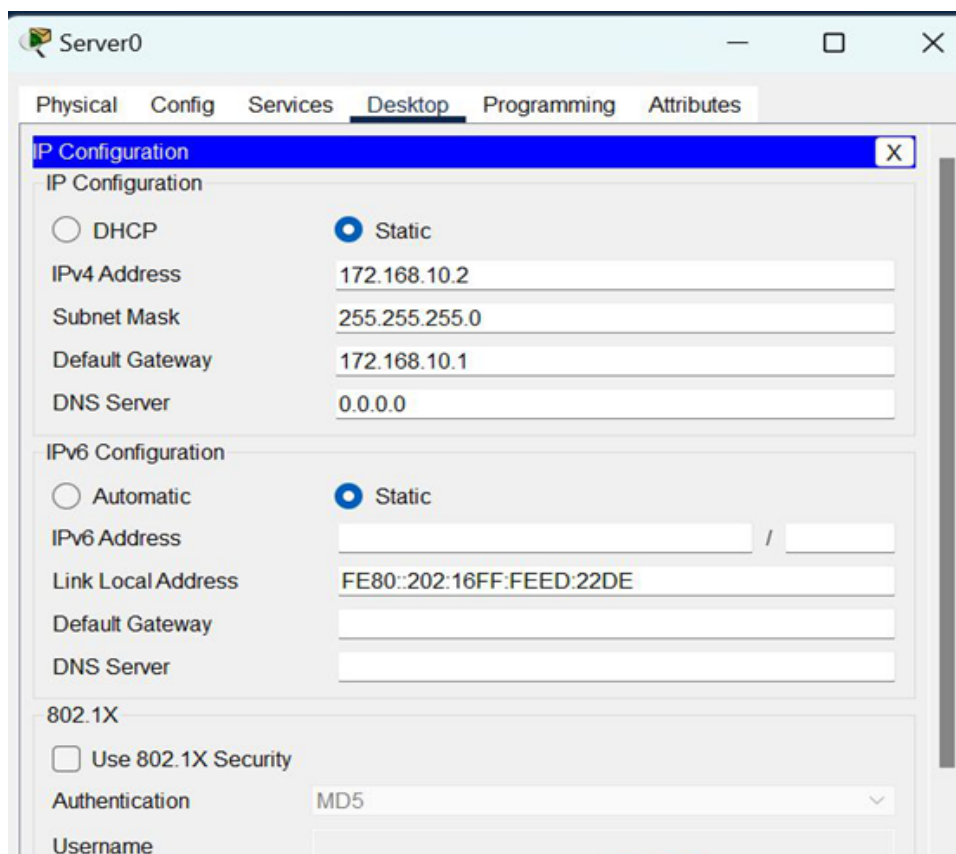 Server0
Physical Config Services Desktop Programming Attributes
IP Configuration X
IP Configuration
DHCP Static
IPv4 Address 172.168.10.2
Subnet Mask 255.255.255.0
Default Gateway 172.168.10.1
DNS Server 0.0.0.0
IPv6 Configuration
Automatic Static
IPv6 Address /
Link Local Address FE80::202:16FF:FEED:22DE
Default Gateway
DNS Server
802.1X
Use 802.1X Security
Authentication MD5
Username